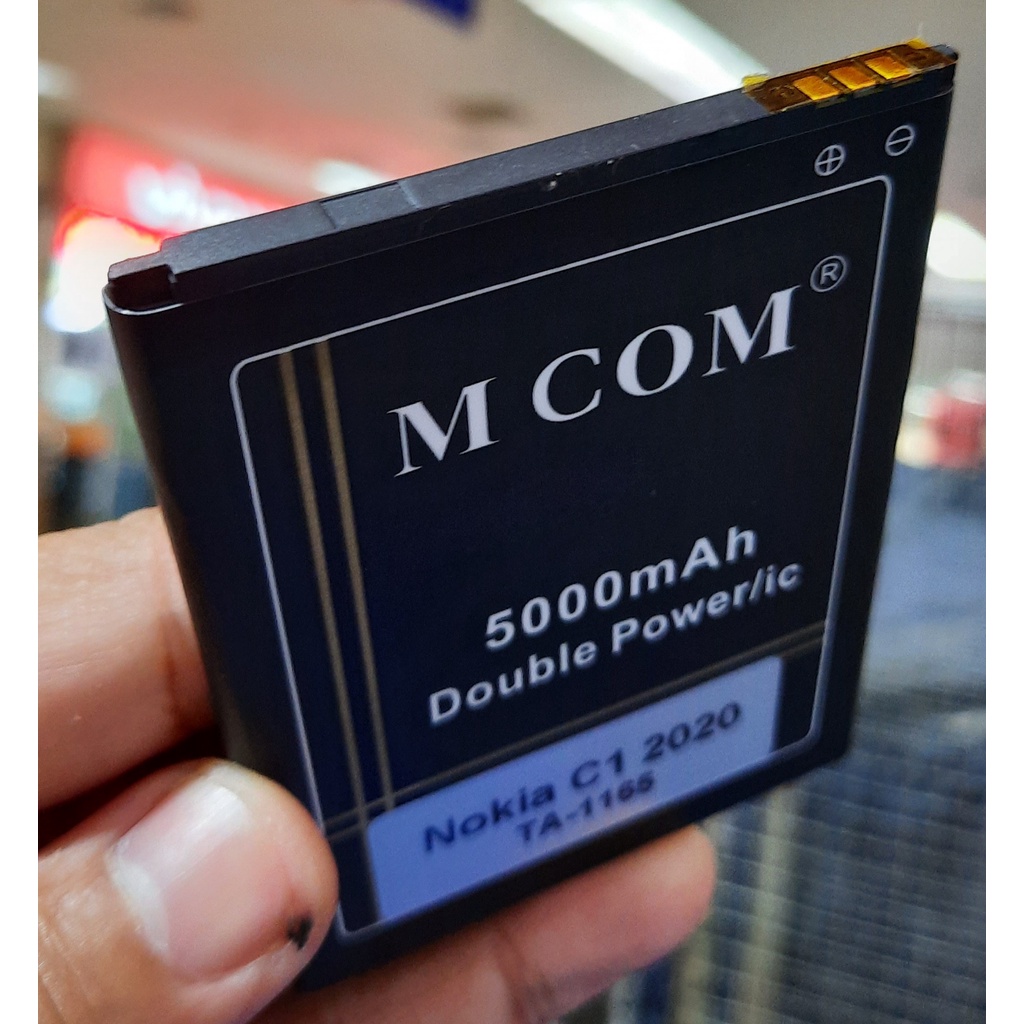 ⊕ ⊖
M COM®
5000mAh
Double Power/ic
Nokia C1 2020
TA-1165